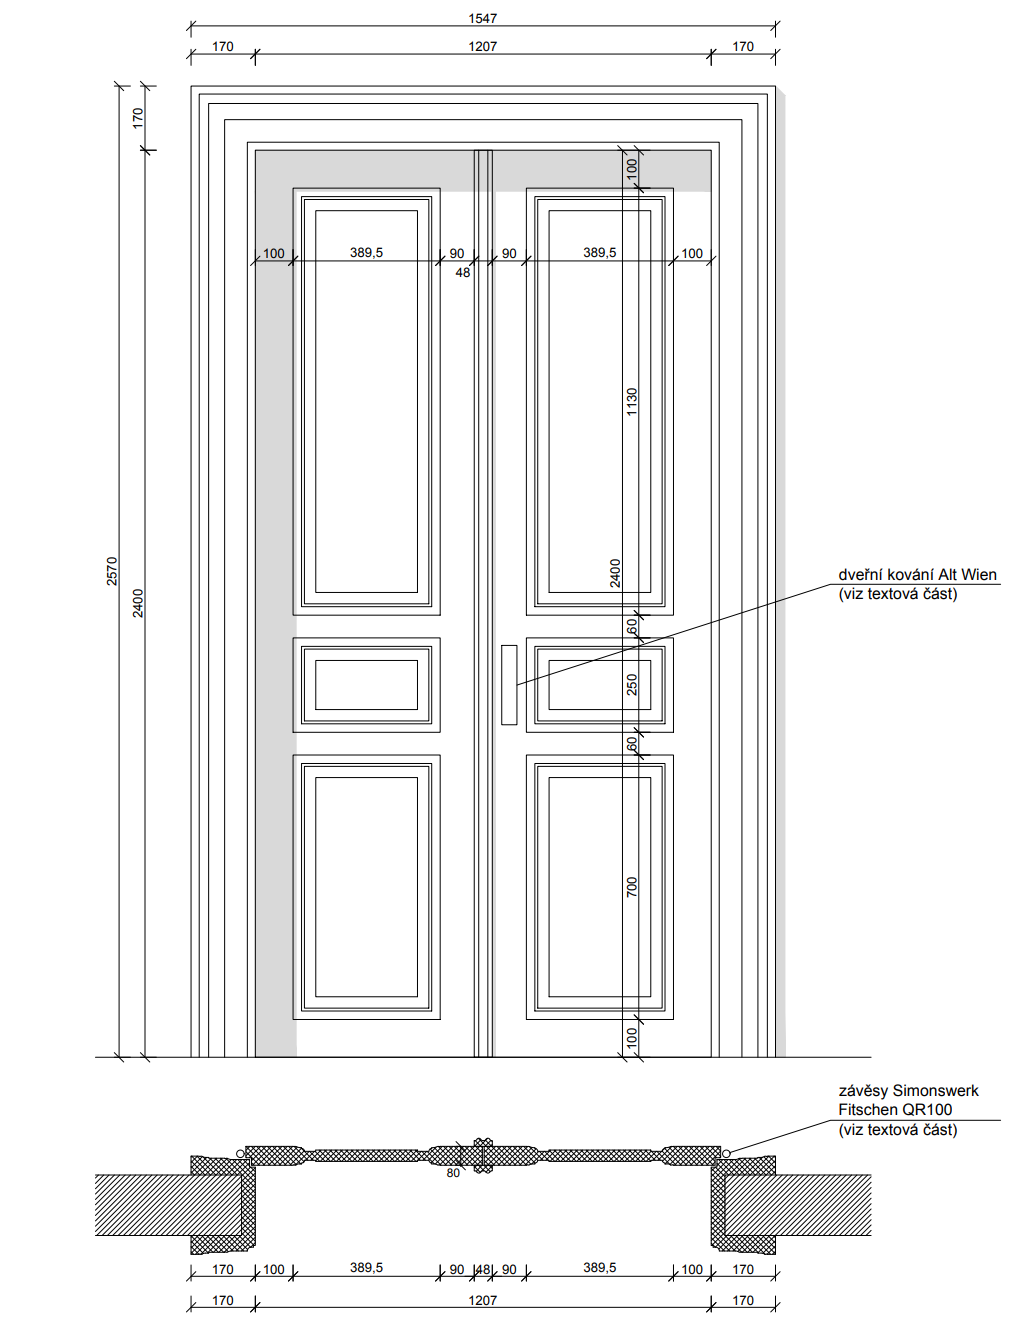 1547
170 1207 170
170
100
100 389,5 90 90 389,5 100
48
1130
2570
2400
2400
dveřní kování Alt Wien
(viz textová část)
60
250
60
700
100
závěsy Simonswerk
Fitschen QR100
(viz textová část)
80
170 100 389,5 90 48 90 389,5 100 170
170 1207 170